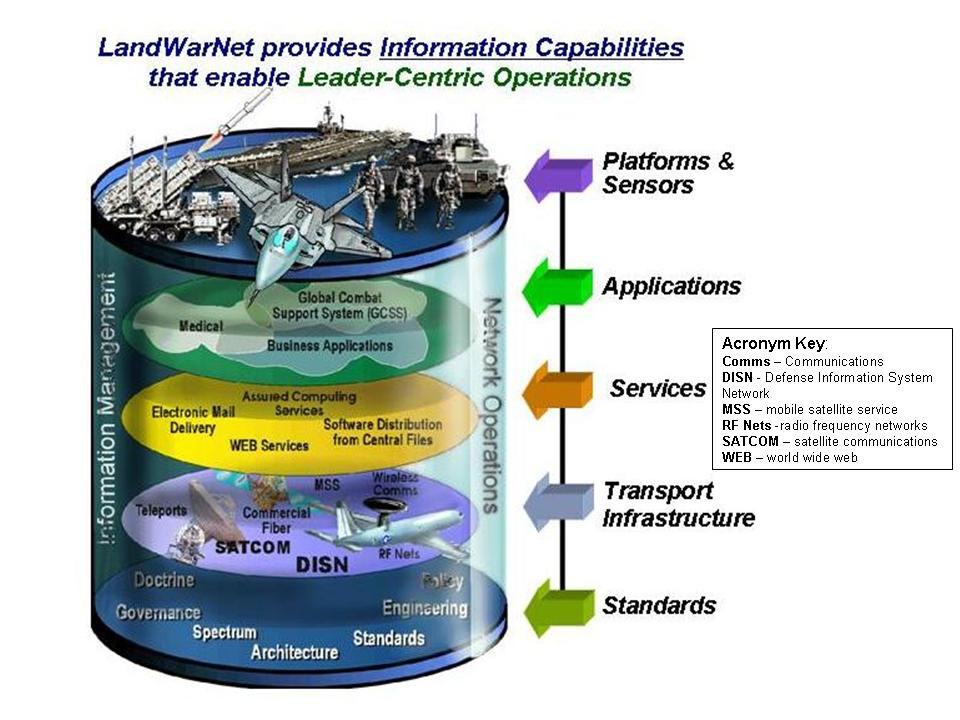 LandWarNet provides Information Capabilities
that enable Leader-Centric Operations
Platforms &
Sensors
Applications
Services
Transport
Infrastructure
Standards
Information Management
Network Operations
Global Combat
Support System (GCSS)
Medical
Business Applications
Assured Computing
Services
Electronic Mail
Delivery
Software Distribution
from Central Files
WEB Services
MSS
Wireless
Comms
Teleports
Commercial
Fiber
SATCOM
DISN
RF Nets
Doctrine
Policy
Governance
Engineering
Spectrum
Standards
Architecture
Acronym Key:
Comms – Communications
DISN - Defense Information System
Network
MSS – mobile satellite service
RF Nets -radio frequency networks
SATCOM – satellite communications
WEB – world wide web